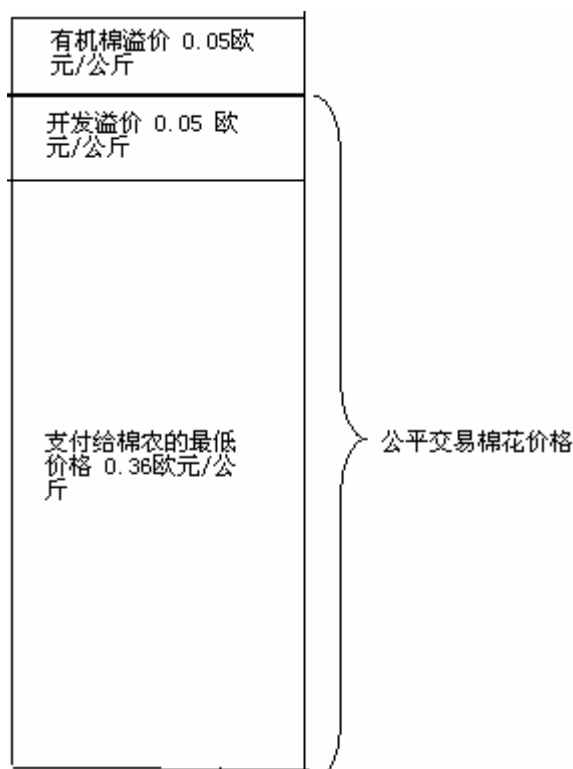 有机棉溢价 0.05欧
元/公斤
开发溢价 0.05 欧
元/公斤
支付给棉农的最低
价格 0.36欧元/公
斤
公平交易棉花价格